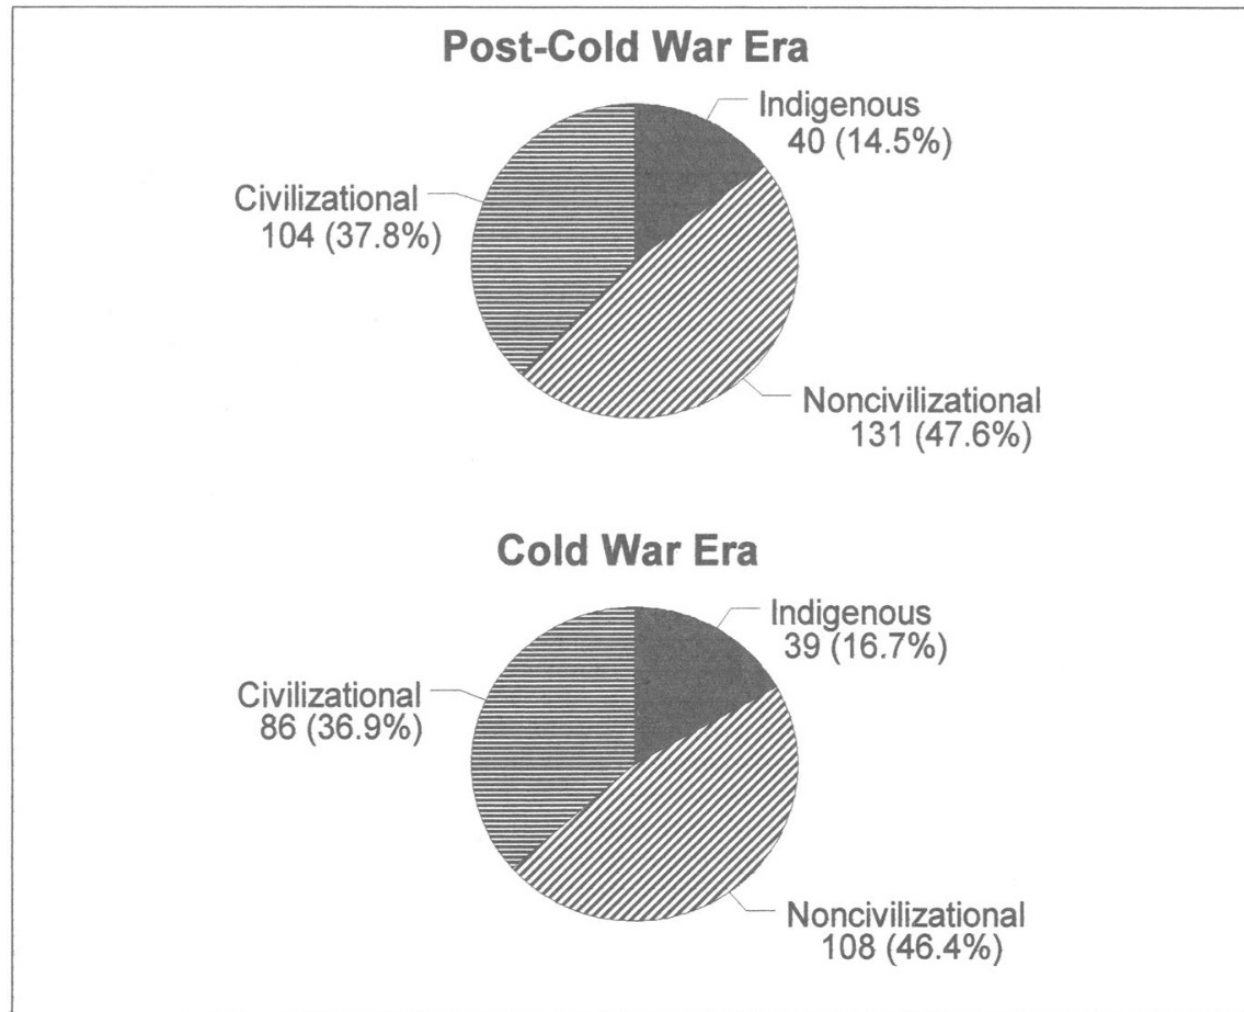 Post-Cold War Era
Indigenous
40 (14.5%)
Civilizational
104 (37.8%)
Noncivilizational
131 (47.6%)
Cold War Era
Indigenous
39 (16.7%)
Civilizational
86 (36.9%)
Noncivilizational
108 (46.4%)